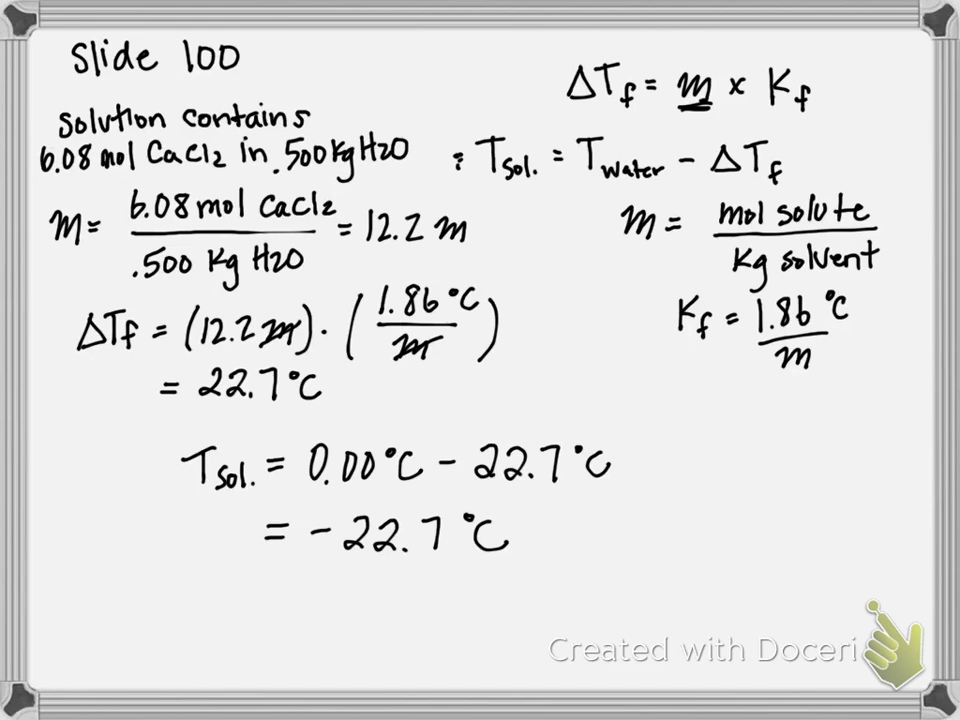 Slide 100
ΔTf = m × Kf
Solution contains
6.08 mol CaCl2 in .500 Kg H2O
: Tsol. = Twater - ΔTf
m = 6.08 mol CaCl2 / .500 Kg H2O = 12.2 m
m = mol solute / Kg solvent
ΔTf = (12.2 m) · (1.86 °C / m)
Kf = 1.86 °C / m
= 22.7 °C
Tsol. = 0.00 °C - 22.7 °C
= -22.7 °C
Created with Doceri